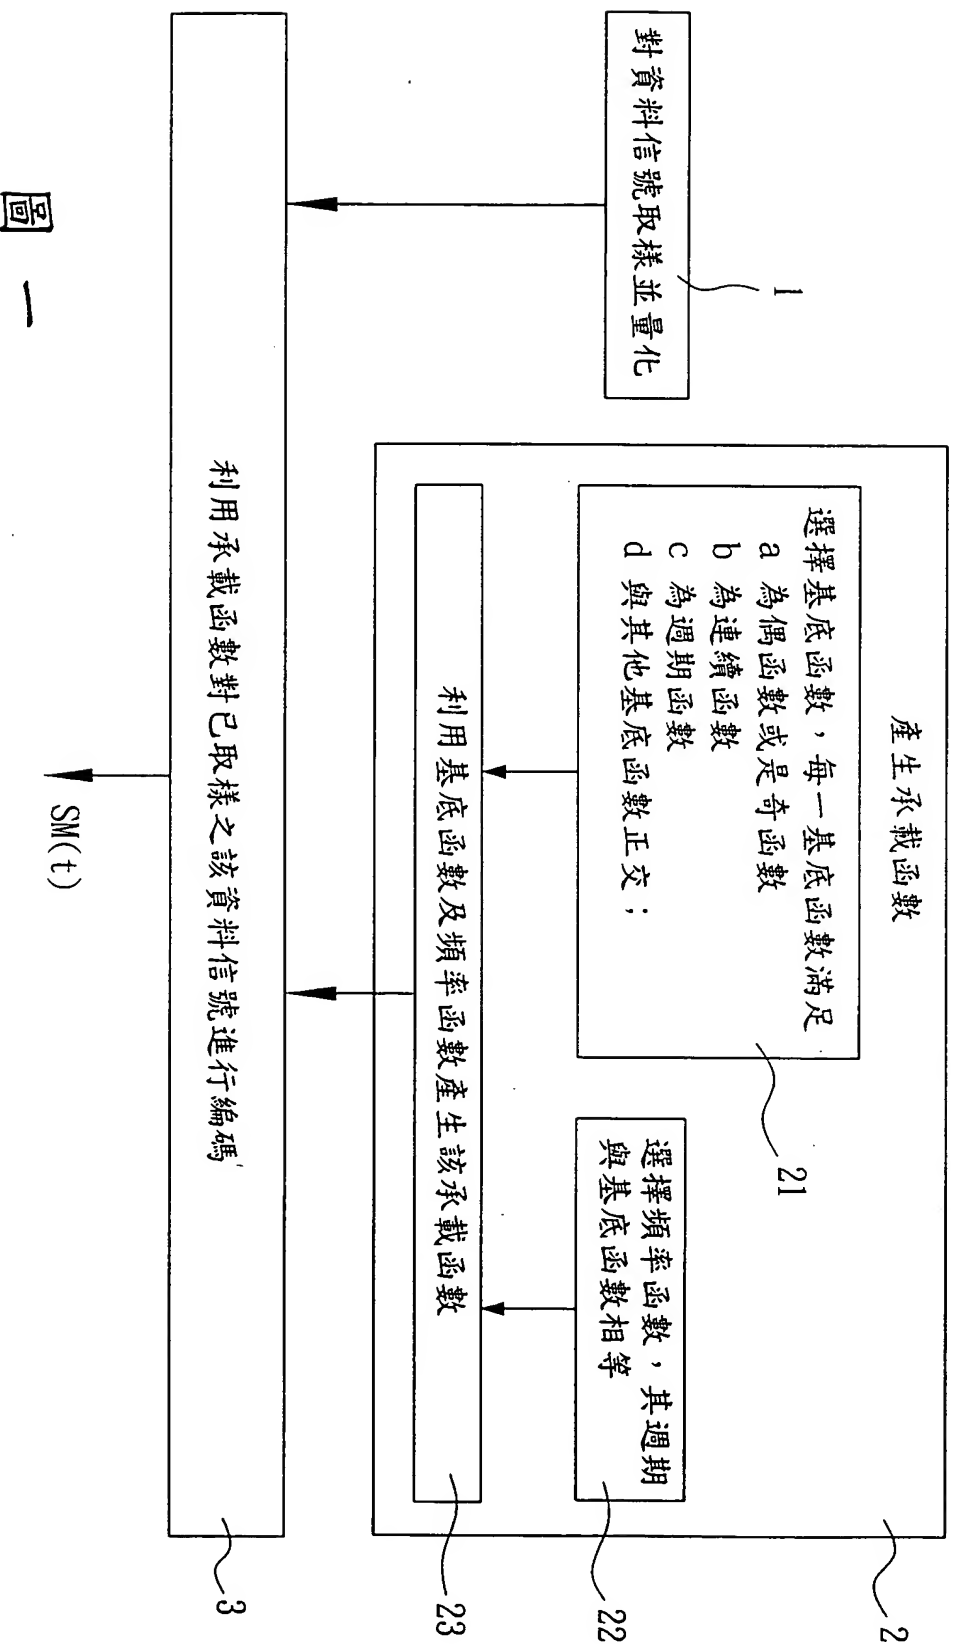 對資料信號取樣並量化
1
產生承載函數
選擇基底函數，每一基底函數滿足
a 為偶函數或是奇函數
b 為連續函數
c 為週期函數
d 與其他基底函數正交；
21
選擇頻率函數，其週期
與基底函數相等
22
利用基底函數及頻率函數產生該承載函數
23
2
利用承載函數對已取樣之該資料信號進行編碼
3
SM(t)
圖一